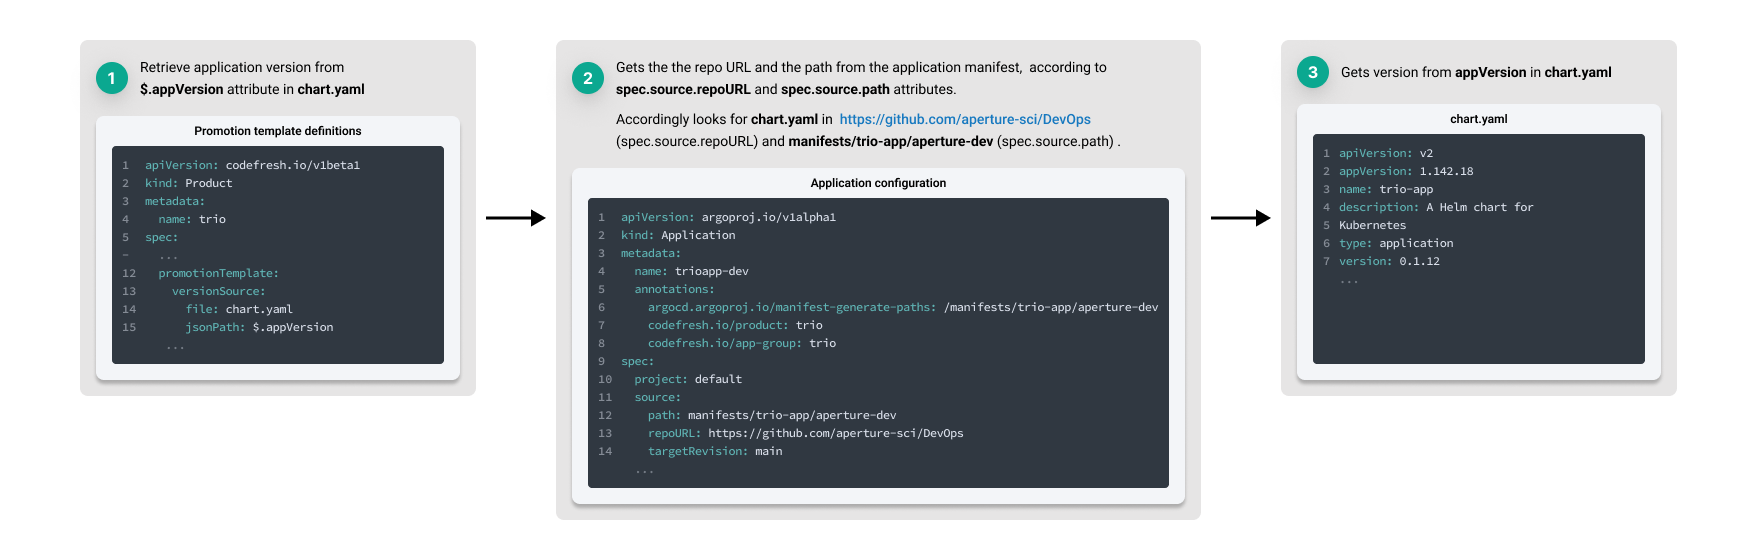 1
Retrieve application version from
$.appVersion attribute in chart.yaml
Promotion template definitions
1 apiVersion: codefresh.io/v1beta1
2 kind: Product
3 metadata:
4 name: trio
5 spec:
– ...
12 promotionTemplate:
13 versionSource:
14 file: chart.yaml
15 jsonPath: $.appVersion
...
2
Gets the the repo URL and the path from the application manifest, according to
spec.source.repoURL and spec.source.path attributes.
Accordingly looks for chart.yaml in https://github.com/aperture-sci/DevOps
(spec.source.repoURL) and manifests/trio-app/aperture-dev (spec.source.path) .
Application configuration
1 apiVersion: argoproj.io/v1alpha1
2 kind: Application
3 metadata:
4 name: trioapp-dev
5 annotations:
6 argocd.argoproj.io/manifest-generate-paths: /manifests/trio-app/aperture-dev
7 codefresh.io/product: trio
8 codefresh.io/app-group: trio
9 spec:
10 project: default
11 source:
12 path: manifests/trio-app/aperture-dev
13 repoURL: https://github.com/aperture-sci/DevOps
14 targetRevision: main
...
3
Gets version from appVersion in chart.yaml
chart.yaml
1 apiVersion: v2
2 appVersion: 1.142.18
3 name: trio-app
4 description: A Helm chart for
5 Kubernetes
6 type: application
7 version: 0.1.12
...